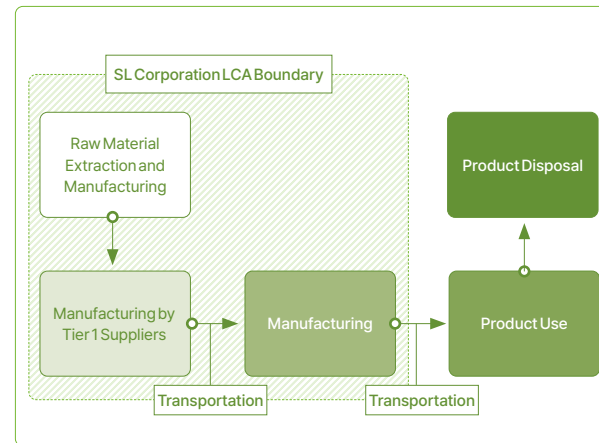 SL Corporation LCA Boundary
Raw Material
Extraction and
Manufacturing
Product Disposal
Manufacturing by
Tier 1 Suppliers
Manufacturing
Product Use
Transportation
Transportation